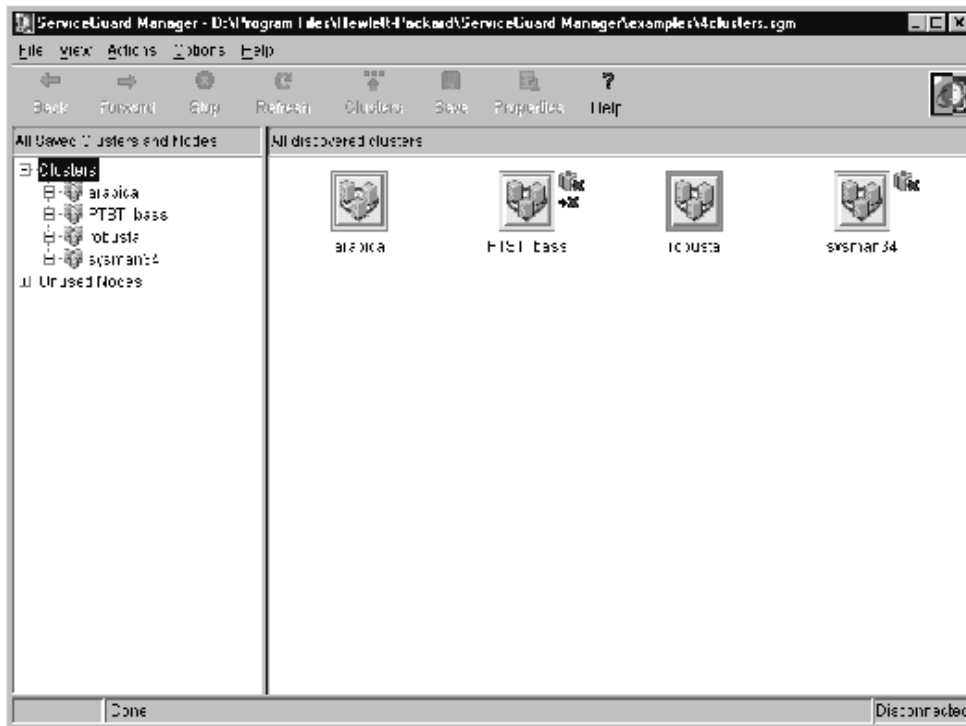 ServiceGuard Manager - D:\Program Files\Hewlett-Packard\ServiceGuard Manager\examples\4clusters.sgm
File View Actions Options Help
Back Forward Stop Refresh Clusters Save Properties Help
All Saved Clusters and Nodes
All discovered clusters
Clusters
arabica
PTST_bass
robusta
sysman34
Unused Nodes
arabica PTST_bass robusta sysman34
Done
Disconnected